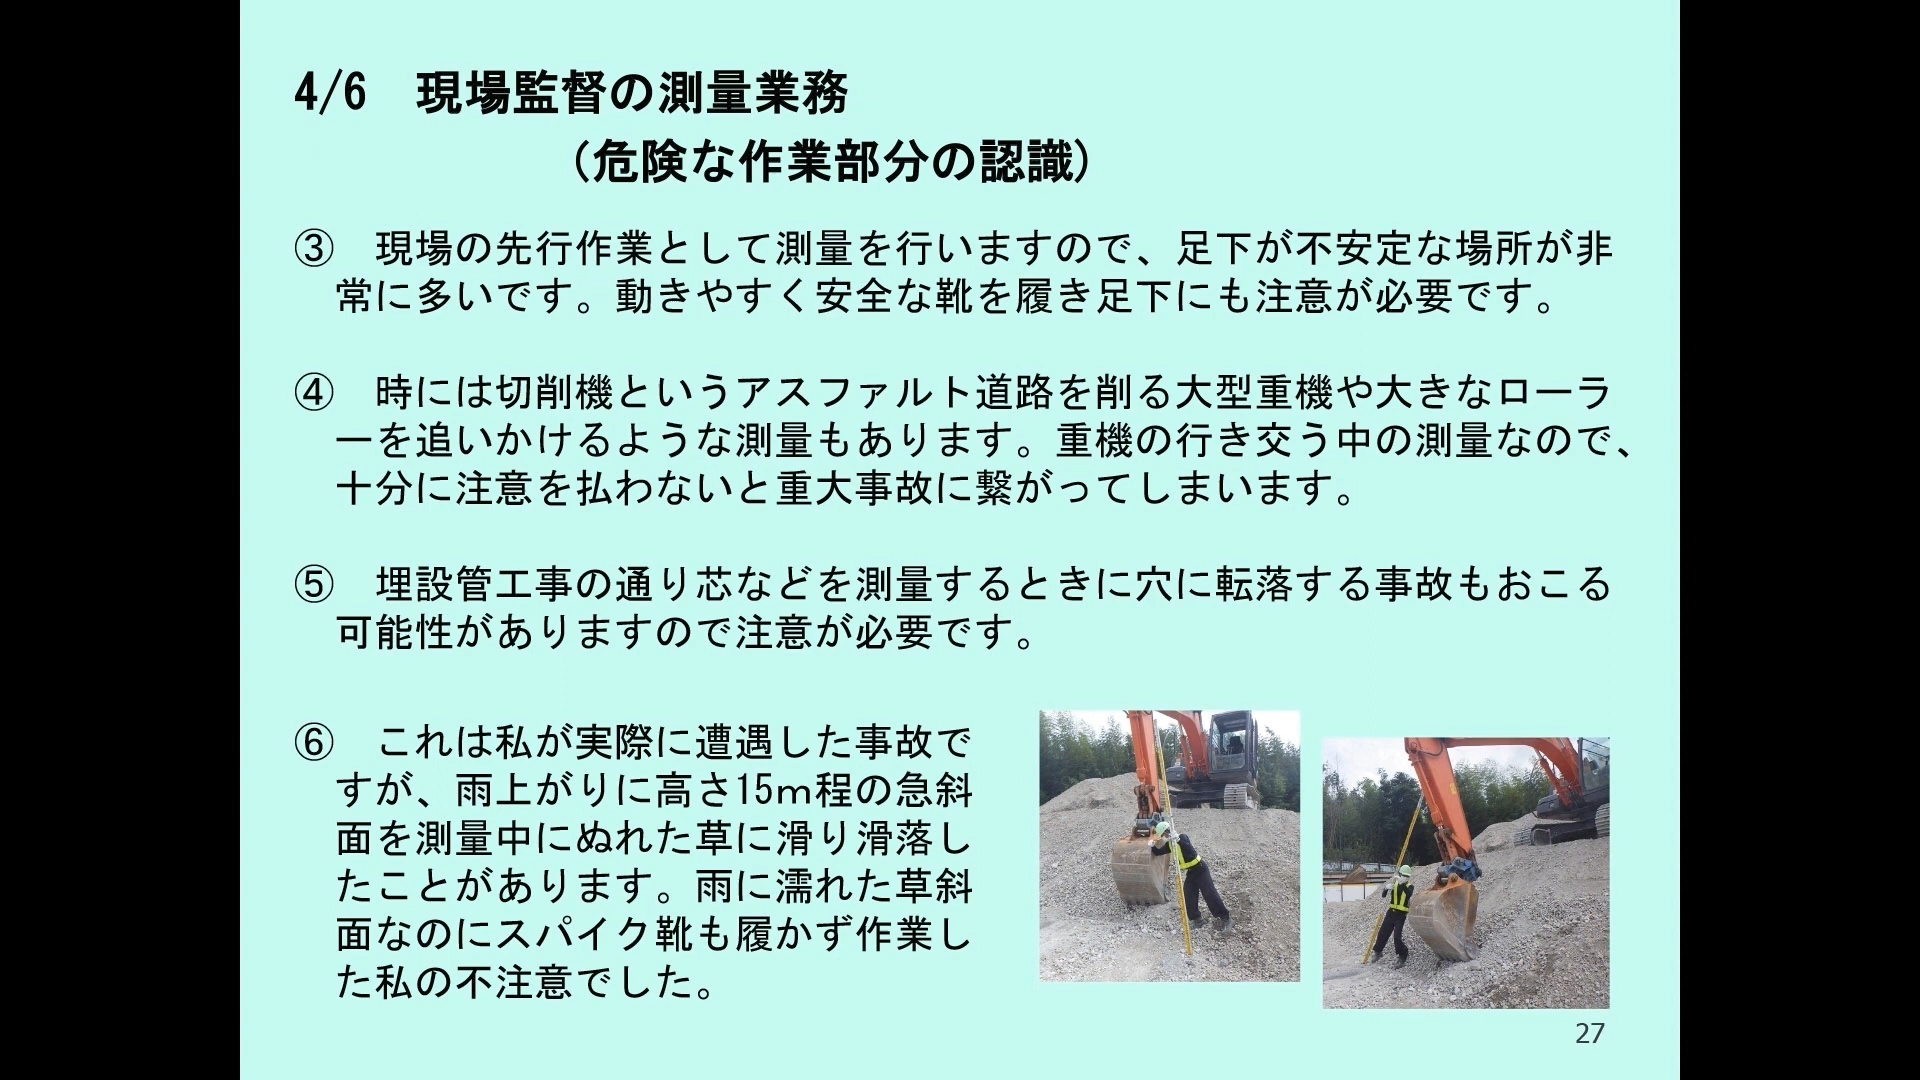 4/6　現場監督の測量業務
（危険な作業部分の認識）
③　現場の先行作業として測量を行いますので、足下が不安定な場所が非
常に多いです。動きやすく安全な靴を履き足下にも注意が必要です。
④　時には切削機というアスファルト道路を削る大型重機や大きなローラ
ーを追いかけるような測量もあります。重機の行き交う中の測量なので、
十分に注意を払わないと重大事故に繋がってしまいます。
⑤　埋設管工事の通り芯などを測量するときに穴に転落する事故もおこる
可能性がありますので注意が必要です。
⑥　これは私が実際に遭遇した事故で
すが、雨上がりに高さ15ｍ程の急斜
面を測量中にぬれた草に滑り滑落し
たことがあります。雨に濡れた草斜
面なのにスパイク靴も履かず作業し
た私の不注意でした。
27